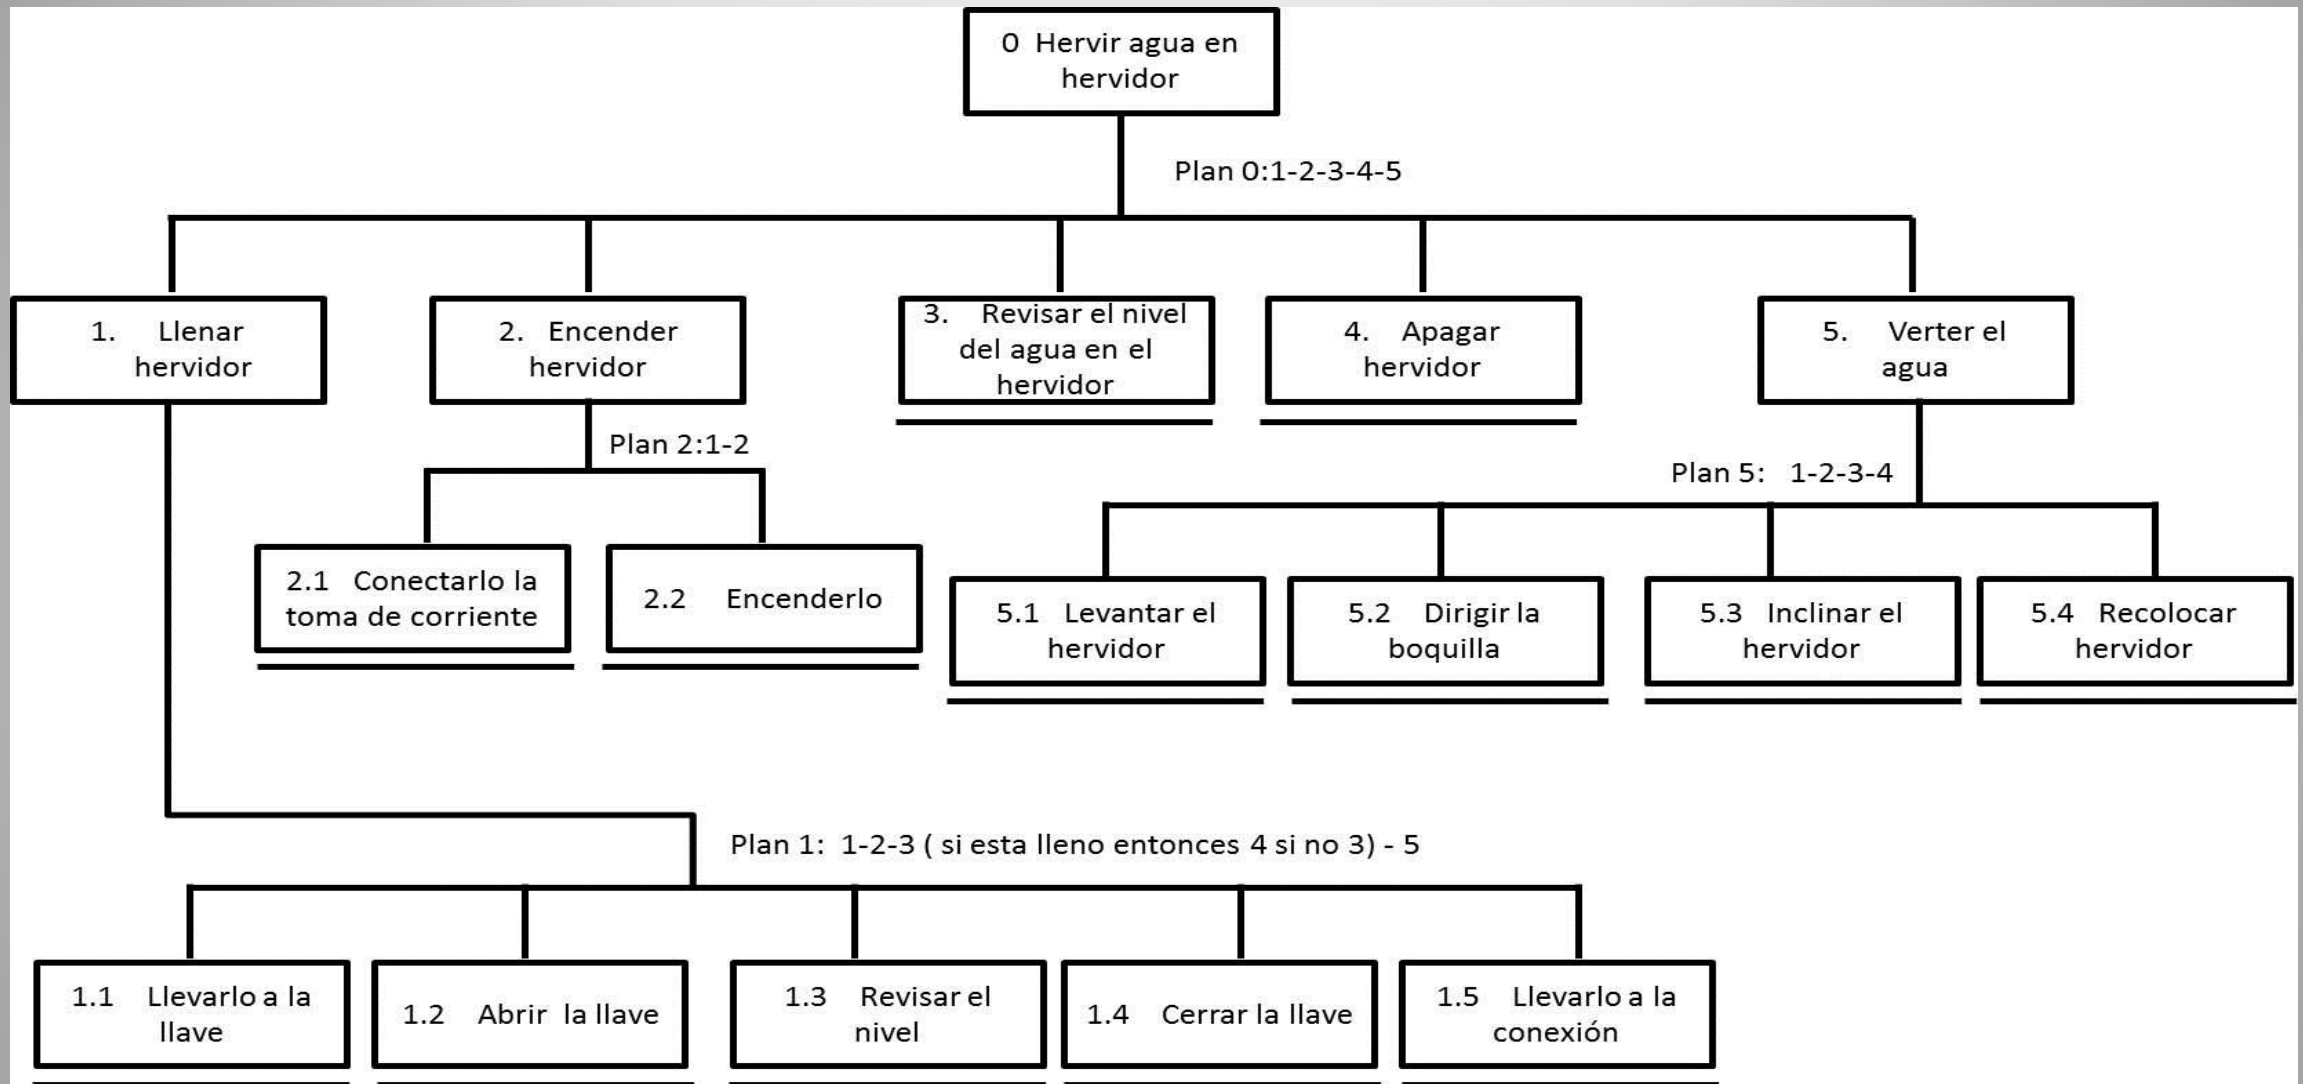 0 Hervir agua en
hervidor
Plan 0:1-2-3-4-5
1. Llenar
hervidor
2. Encender
hervidor
3. Revisar el nivel
del agua en el
hervidor
4. Apagar
hervidor
5. Verter el
agua
Plan 2:1-2
Plan 5: 1-2-3-4
2.1 Conectarlo la
toma de corriente
2.2 Encenderlo
5.1 Levantar el
hervidor
5.2 Dirigir la
boquilla
5.3 Inclinar el
hervidor
5.4 Recolocar
hervidor
Plan 1: 1-2-3 ( si esta lleno entonces 4 si no 3) - 5
1.1 Llevarlo a la
llave
1.2 Abrir la llave
1.3 Revisar el
nivel
1.4 Cerrar la llave
1.5 Llevarlo a la
conexión